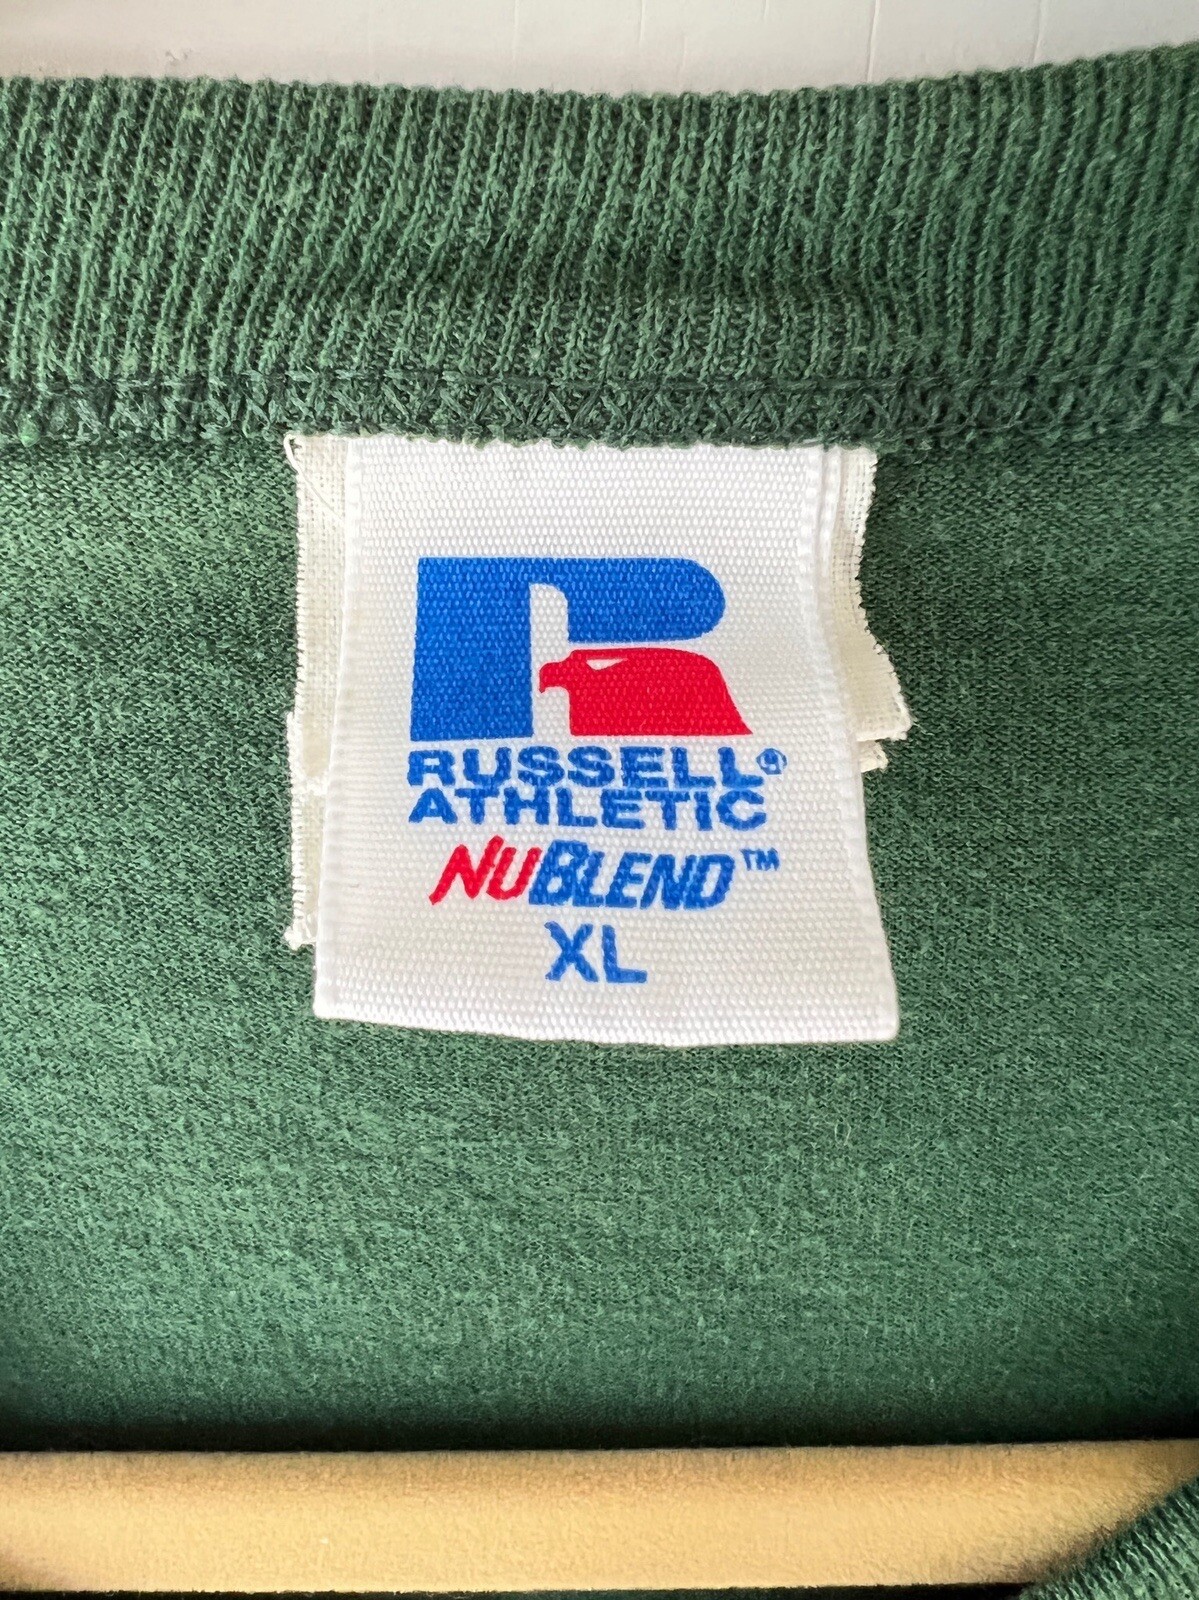 R
RUSSELL®
ATHLETIC
NUBLEND™
XL